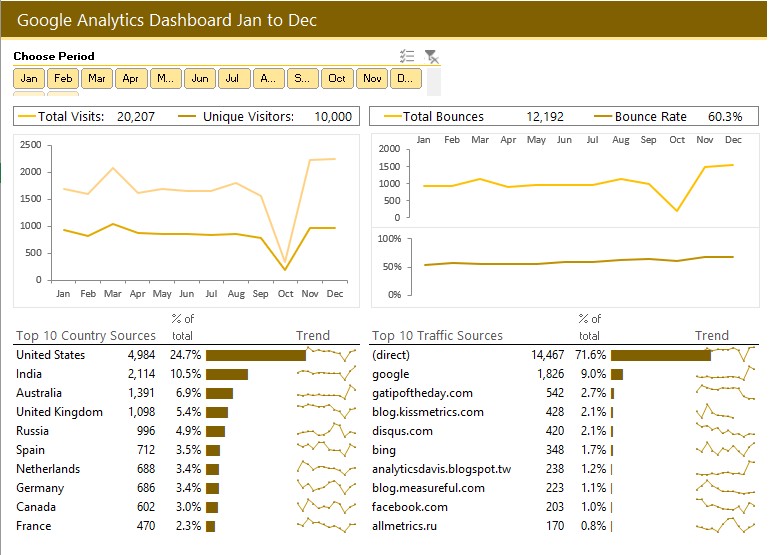 Google Analytics Dashboard Jan to Dec
Choose Period
Jan Feb Mar Apr M... Jun Jul A... S... Oct Nov D...
Total Visits: 20,207 Unique Visitors: 10,000
2500
2000
1500
1000
500
0
Jan Feb Mar Apr May Jun Jul Aug Sep Oct Nov Dec
Total Bounces 12,192 Bounce Rate 60.3%
Jan Feb Mar Apr May Jun Jul Aug Sep Oct Nov Dec
2000
1500
1000
500
0
100%
50%
0%
Top 10 Country Sources % of total Trend
United States 4,984 24.7%
India 2,114 10.5%
Australia 1,391 6.9%
United Kingdom 1,098 5.4%
Russia 996 4.9%
Spain 712 3.5%
Netherlands 688 3.4%
Germany 686 3.4%
Canada 602 3.0%
France 470 2.3%
Top 10 Traffic Sources % of total Trend
(direct) 14,467 71.6%
google 1,826 9.0%
gatipoftheday.com 542 2.7%
blog.kissmetrics.com 428 2.1%
disqus.com 420 2.1%
bing 348 1.7%
analyticsdavis.blogspot.tw 238 1.2%
blog.measureful.com 223 1.1%
facebook.com 203 1.0%
allmetrics.ru 170 0.8%